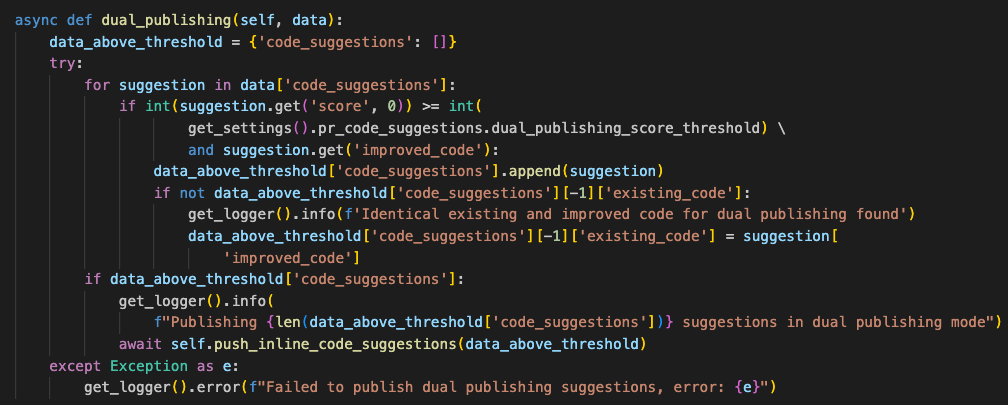 async def dual_publishing(self, data):
    data_above_threshold = {'code_suggestions': []}
    try:
        for suggestion in data['code_suggestions']:
            if int(suggestion.get('score', 0)) >= int(
                    get_settings().pr_code_suggestions.dual_publishing_score_threshold) \
                    and suggestion.get('improved_code'):
                data_above_threshold['code_suggestions'].append(suggestion)
                if not data_above_threshold['code_suggestions'][-1]['existing_code']:
                    get_logger().info(f'Identical existing and improved code for dual publishing found')
                    data_above_threshold['code_suggestions'][-1]['existing_code'] = suggestion[
                        'improved_code']
        if data_above_threshold['code_suggestions']:
            get_logger().info(
                f"Publishing {len(data_above_threshold['code_suggestions'])} suggestions in dual publishing mode")
            await self.push_inline_code_suggestions(data_above_threshold)
    except Exception as e:
        get_logger().error(f"Failed to publish dual publishing suggestions, error: {e}")